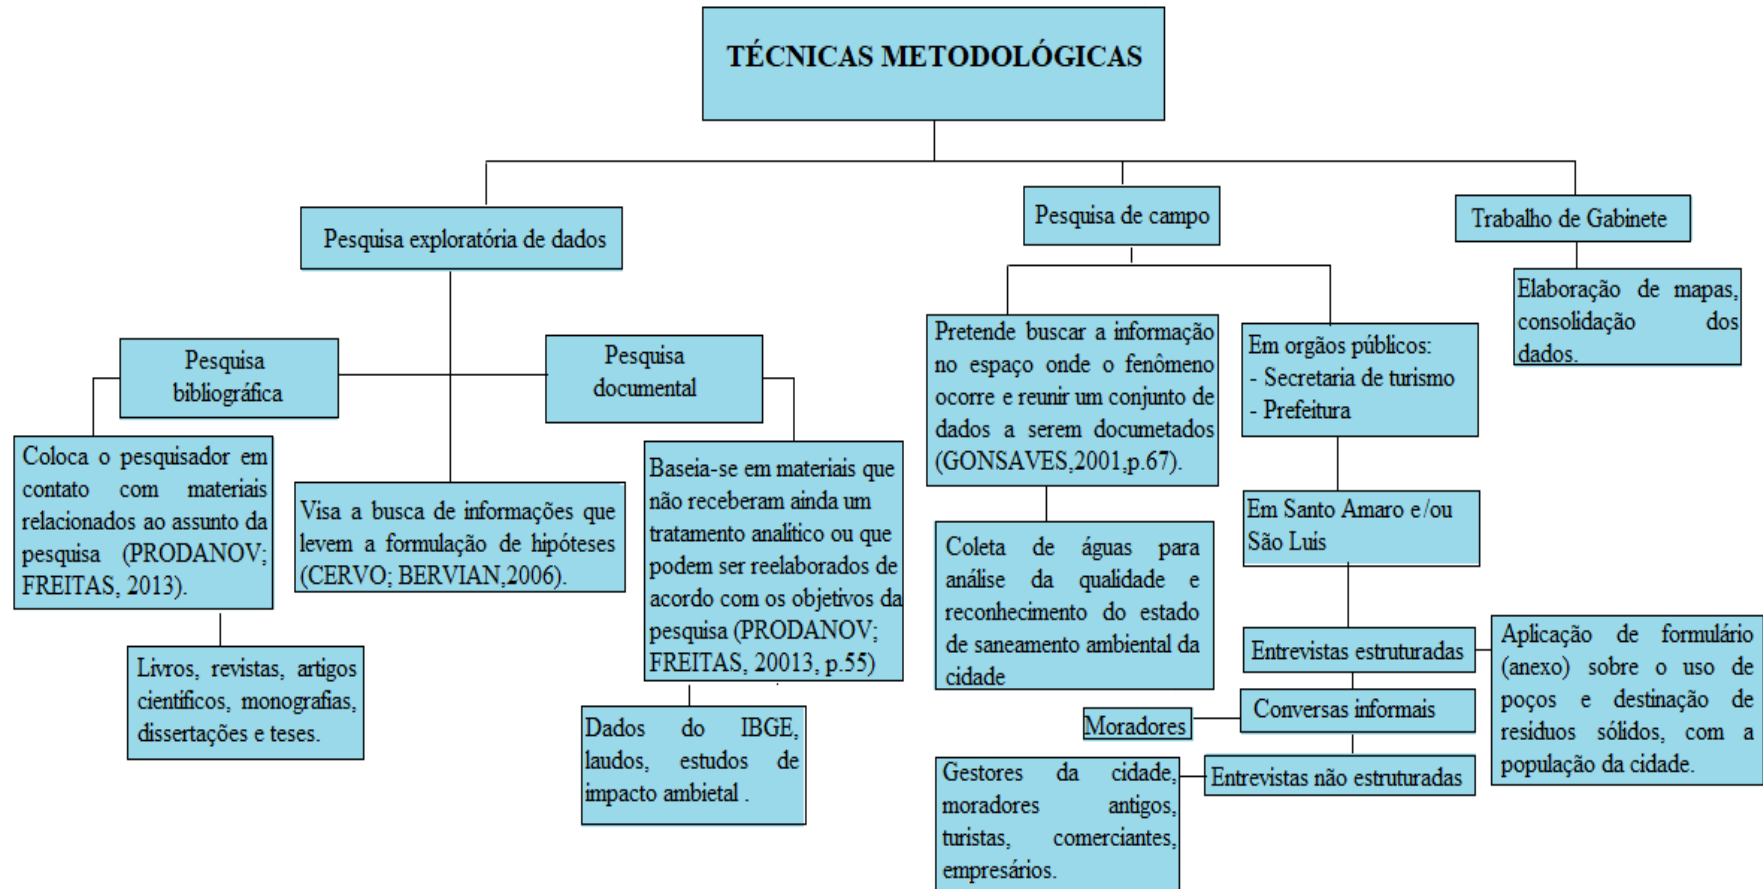 TÉCNICAS METODOLÓGICAS
Pesquisa exploratória de dados
Pesquisa de campo
Trabalho de Gabinete
Pesquisa
bibliográfica
Coloca o pesquisador em
contato com materiais
relacionados ao assunto da
pesquisa (PRODANOV;
FREITAS, 2013).
Livros, revistas, artigos
científicos, monografias,
dissertações e teses.
Visa a busca de informações que
levem a formulação de hipóteses
(CERVO; BERVIAN,2006).
Pesquisa
documental
Baseia-se em materiais que
não receberam ainda um
tratamento analítico ou que
podem ser reelaborados de
acordo com os objetivos da
pesquisa (PRODANOV;
FREITAS, 20013, p.55)
Dados do IBGE,
laudos, estudos de
impacto ambietal .
Pretende buscar a informação
no espaço onde o fenômeno
ocorre e reunir um conjunto de
dados a serem documetados
(GONSAVES,2001,p.67).
Coleta de águas para
análise da qualidade e
reconhecimento do estado
de saneamento ambiental da
cidade
Em orgãos públicos:
- Secretaria de turismo
- Prefeitura
Em Santo Amaro e/ou
São Luis
Entrevistas estruturadas
Aplicação de formulário
(anexo) sobre o uso de
poços e destinação de
resíduos sólidos, com a
população da cidade.
Conversas informais
Moradores
Entrevistas não estruturadas
Gestores da cidade,
moradores antigos,
turistas, comerciantes,
empresários.
Elaboração de mapas,
consolidação dos
dados.